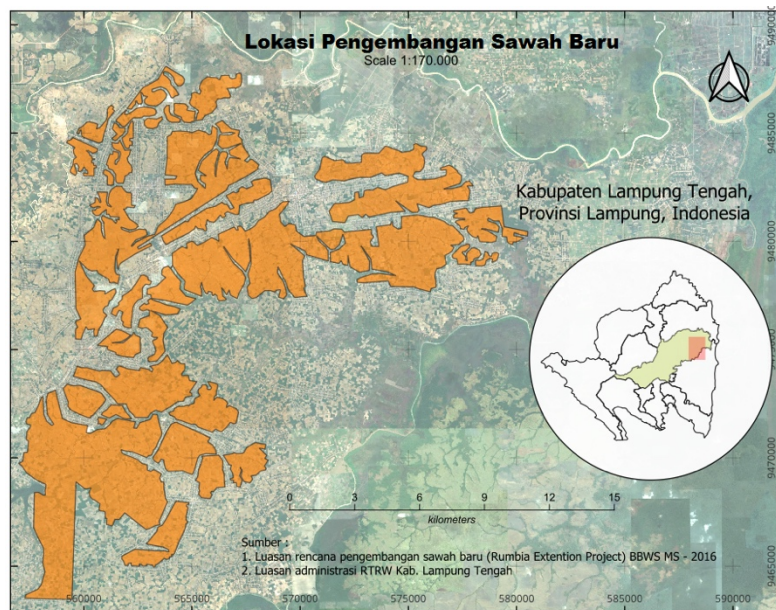 Lokasi Pengembangan Sawah Baru
Scale 1:170.000
9490000
9485000
Kabupaten Lampung Tengah,
Provinsi Lampung, Indonesia
9480000
9470000
0 3 6 9 12 15
kilometers
Sumber :
1. Luasan rencana pengembangan sawah baru (Rumbia Extention Project) BBWS MS - 2016
2. Luasan administrasi RTRW Kab. Lampung Tengah
9465000
560000 565000 570000 575000 580000 585000 590000